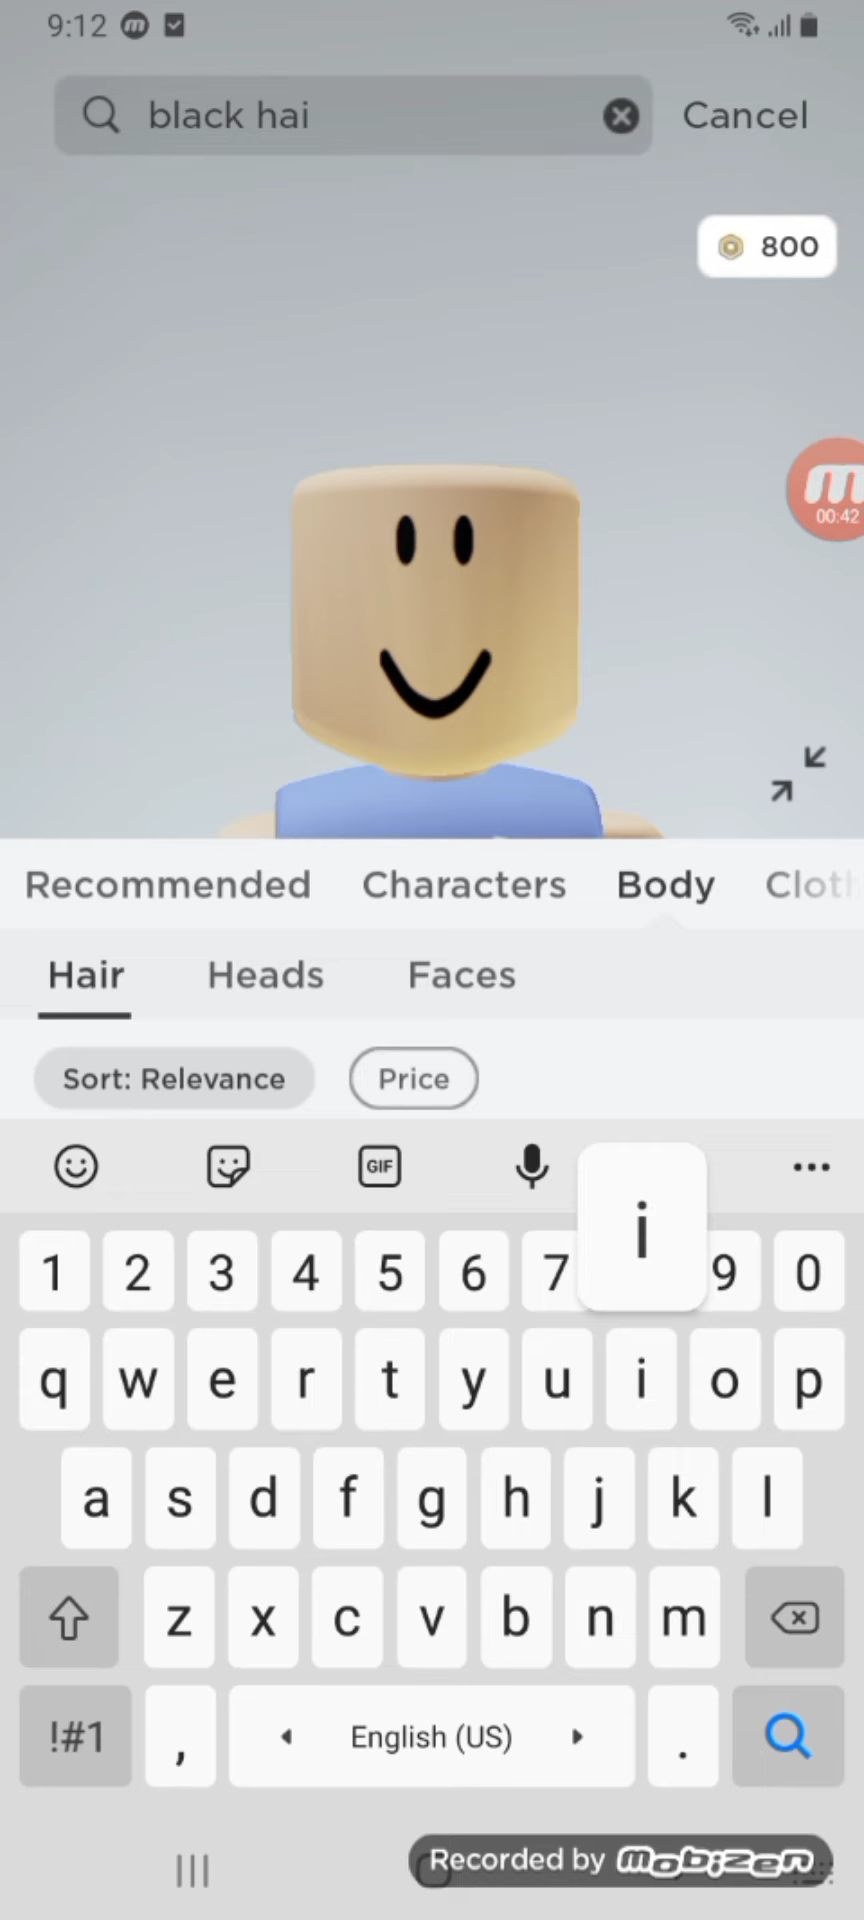 9:12
black hai
Cancel
800
m
00:42
Recommended Characters Body Cloth
Hair Heads Faces
Sort: Relevance Price
GIF
i
1 2 3 4 5 6 7 9 0
q w e r t y u i o p
a s d f g h j k l
z x c v b n m
!#1 , English (US) .
Recorded by mobizen